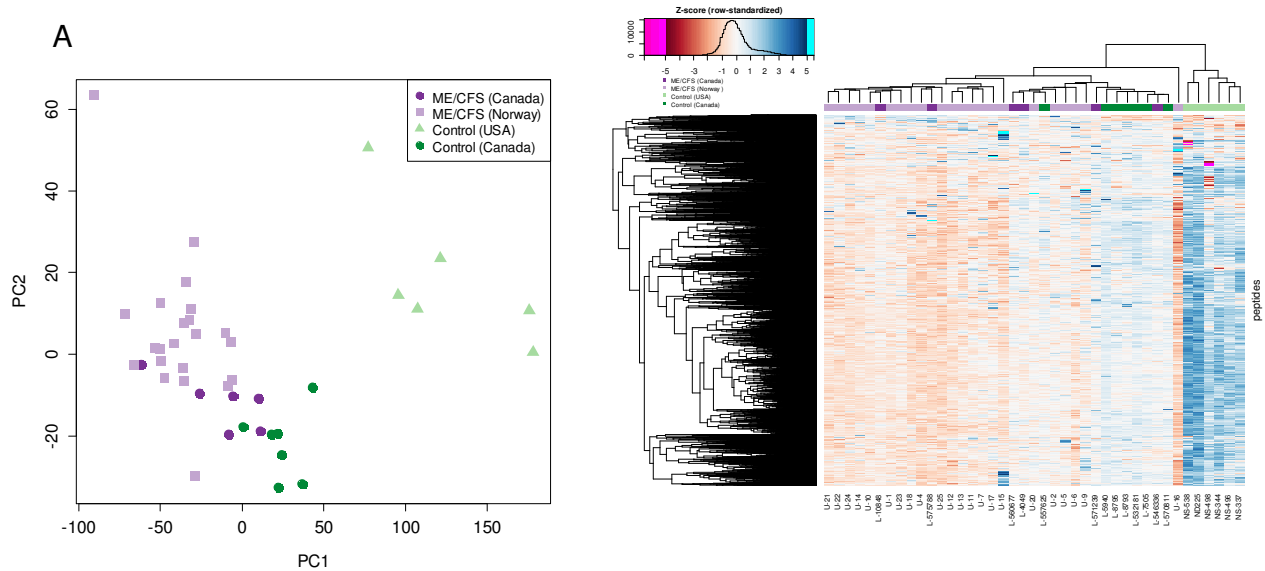 A
ME/CFS (Canada)
ME/CFS (Norway)
Control (USA)
Control (Canada)
60
40
20
0
-20
PC2
-100
-50
0
50
100
150
PC1
Z-score (row-standardized)
10000
0
-5
-3
-1
0
1
2
3
4
5
ME/CFS (Canada)
ME/CFS (Norway )
Control (USA)
Control (Canada)
peptides
U-21
U-22
U-24
U-14
U-10
L-10848
U-1
U-23
U-18
U-4
L-575788
U-25
U-12
U-13
U-11
U-7
U-17
U-15
L-560677
L-4049
U-20
L-557625
U-2
U-5
U-6
U-9
L-571239
L-5940
L-8765
L-8793
L-532181
L-7505
L-546336
L-570811
U-16
NS-538
ND225
NS-498
NS-344
NS-496
NS-337